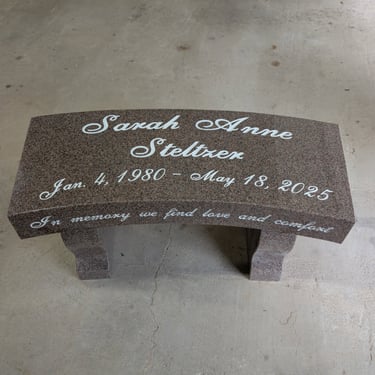 Sarah Anne
Steltzer
Jan. 4, 1980 - May 18, 2025
In memory we find love and comfort